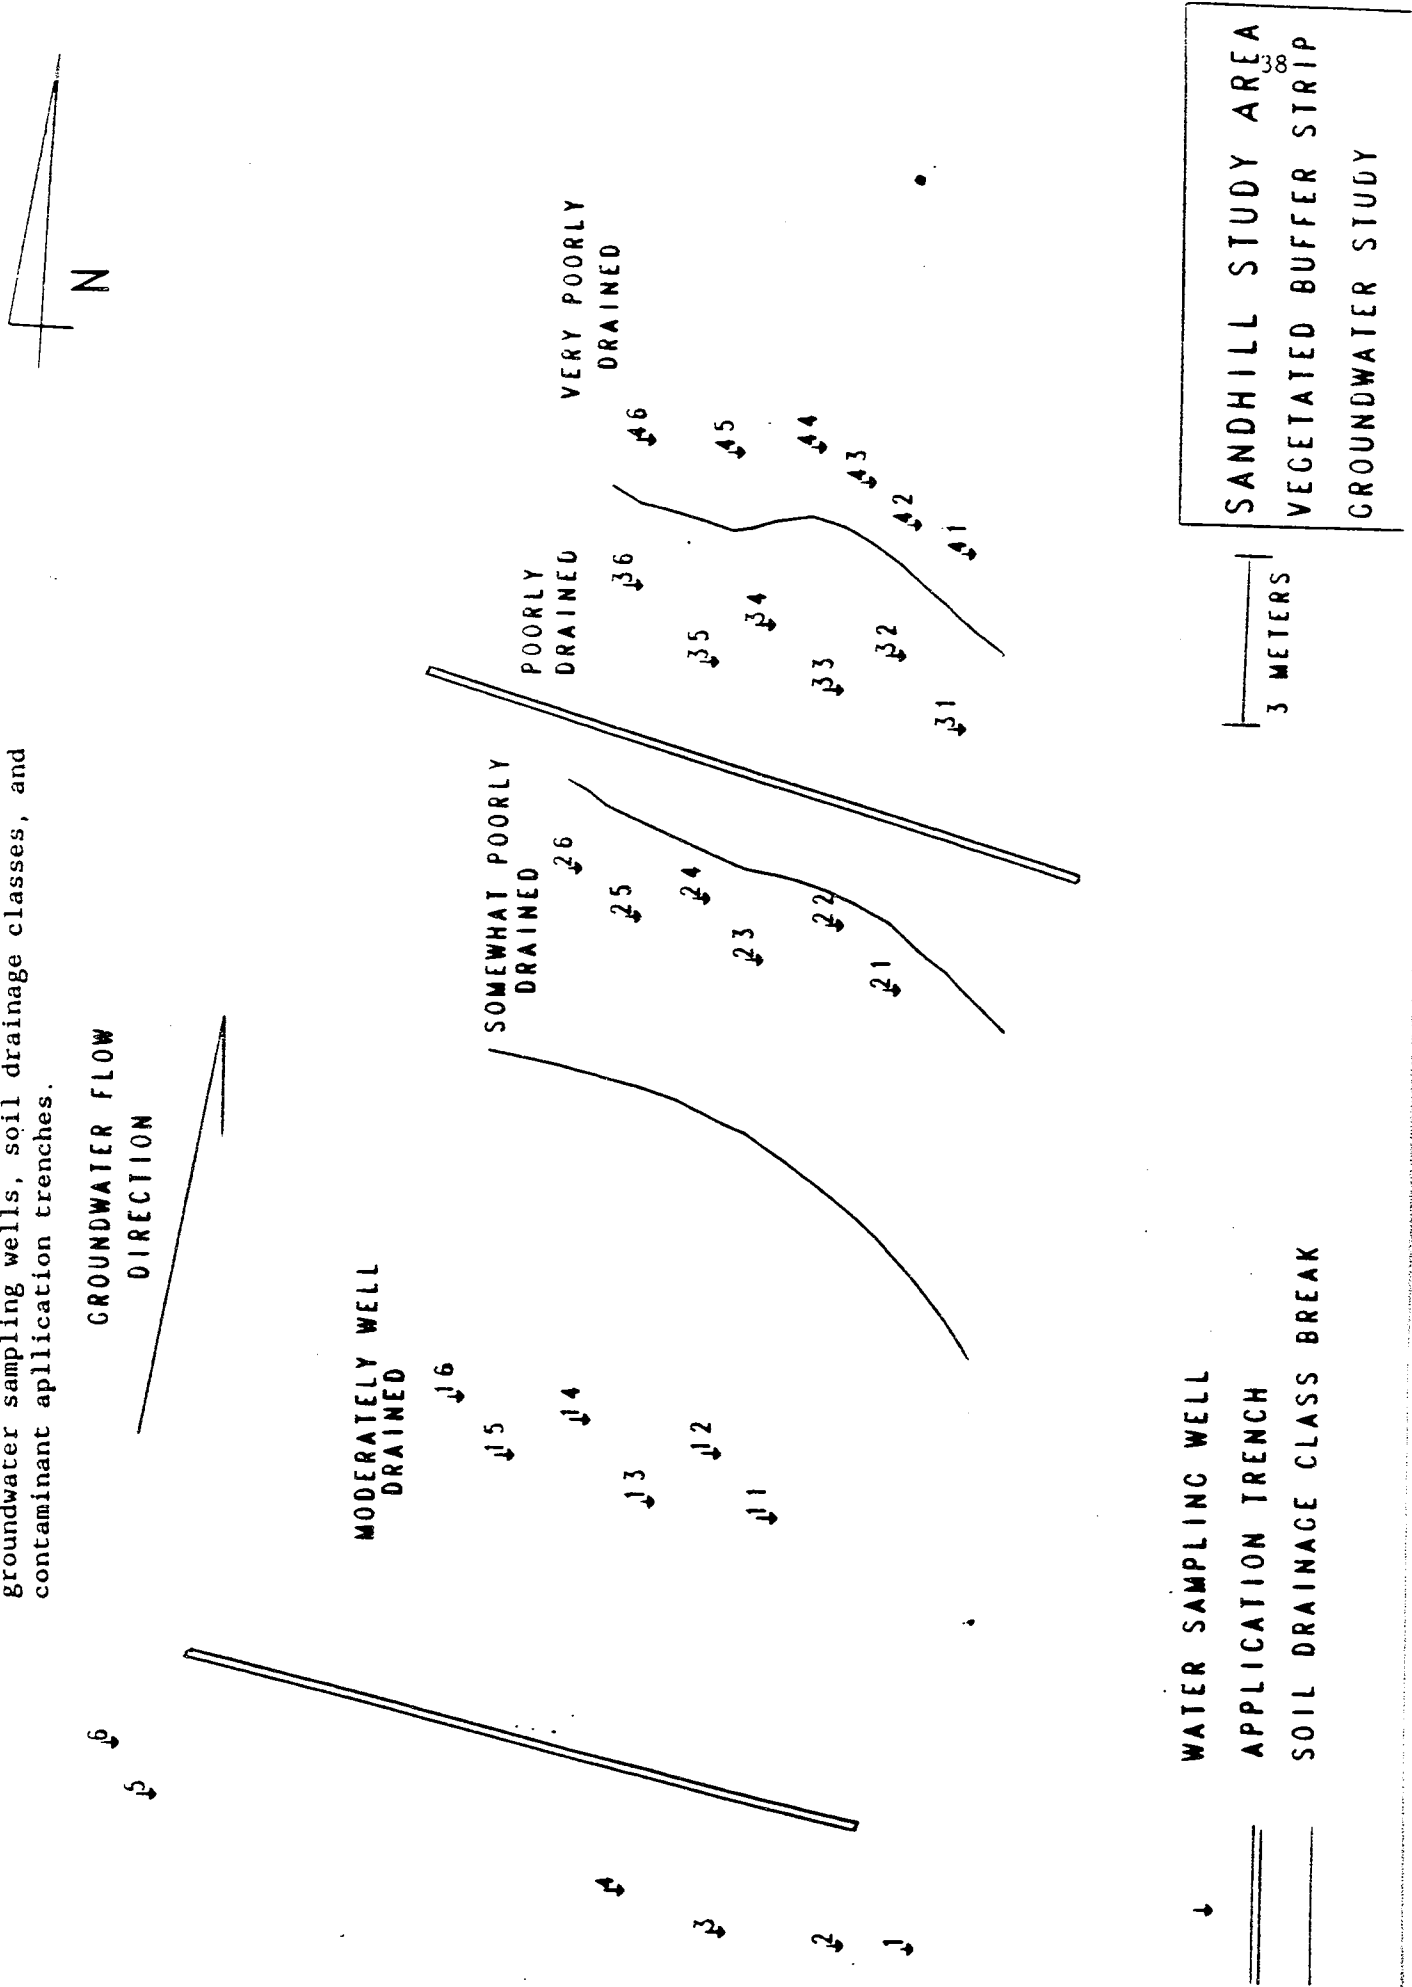 groundwater sampling wells, soil drainage classes, and
contaminant apllication trenches.
N
GROUNDWATER FLOW
DIRECTION
VERY POORLY
DRAINED
POORLY
DRAINED
SOMEWHAT POORLY
DRAINED
MODERATELY WELL
DRAINED
6
5
4
3
2
1
16
15
14
13
12
11
26
25
24
23
22
21
36
35
34
33
32
31
46
45
44
43
42
41
WATER SAMPLING WELL
APPLICATION TRENCH
SOIL DRAINAGE CLASS BREAK
3 METERS
SANDHILL STUDY AREA
38
VEGETATED BUFFER STRIP
GROUNDWATER STUDY